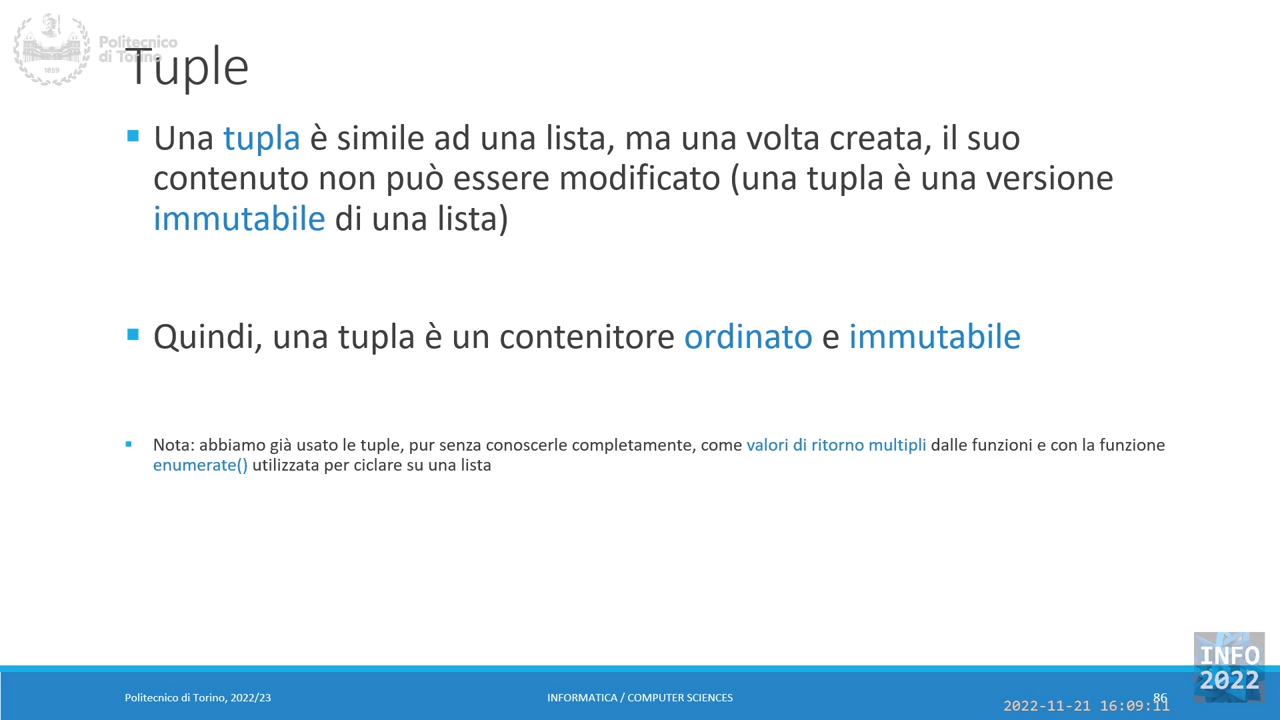 Politecnico
di Torino
1859
Tuple
Una tupla è simile ad una lista, ma una volta creata, il suo
contenuto non può essere modificato (una tupla è una versione
immutabile di una lista)
Quindi, una tupla è un contenitore ordinato e immutabile
Nota: abbiamo già usato le tuple, pur senza conoscerle completamente, come valori di ritorno multipli dalle funzioni e con la funzione
enumerate() utilizzata per ciclare su una lista
INFO
2022
Politecnico di Torino, 2022/23
INFORMATICA / COMPUTER SCIENCES
86
2022-11-21 16:09:11